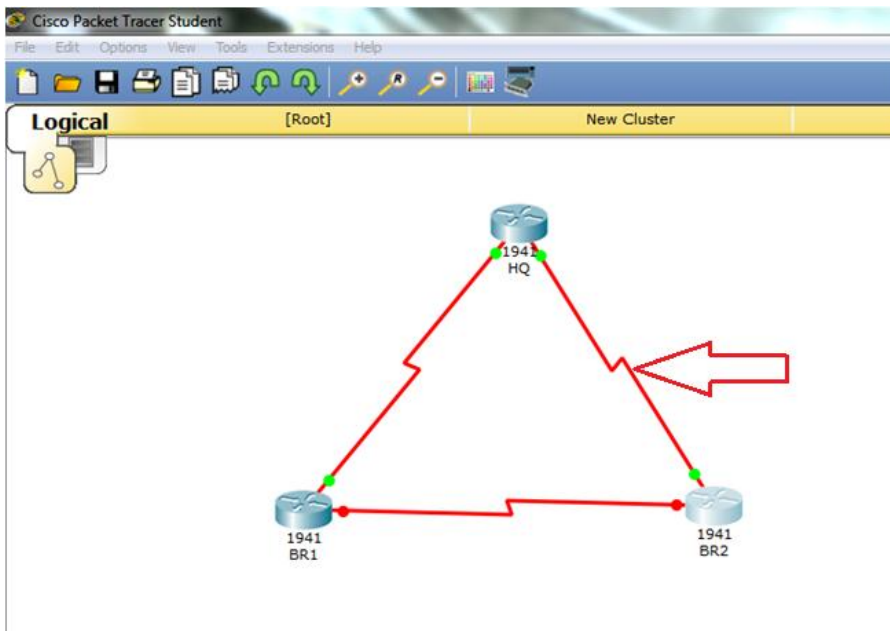 Cisco Packet Tracer Student
File Edit Options View Tools Extensions Help
R
Logical [Root] New Cluster
1941
HQ
1941
BR1
1941
BR2